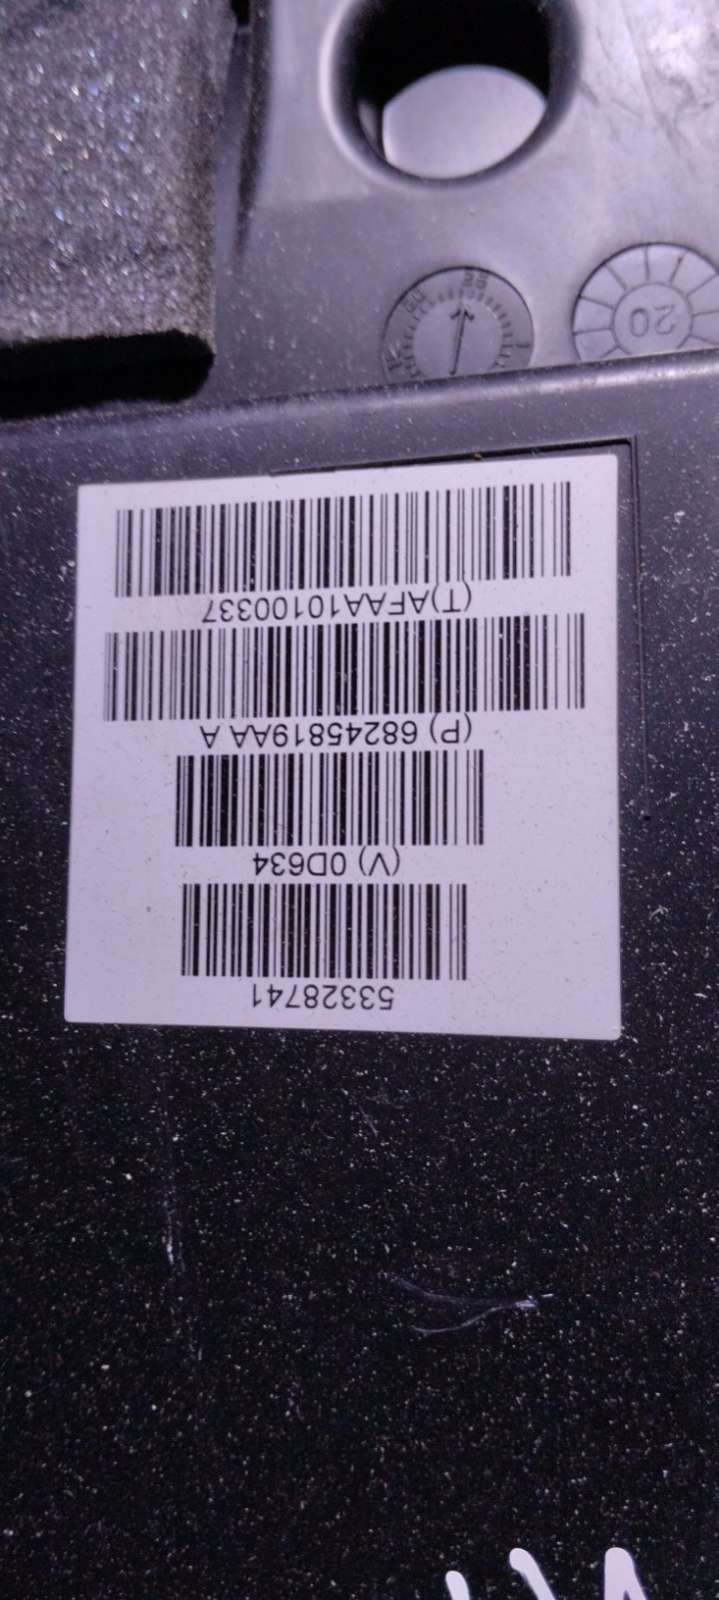 53328741
(V) 0D634
(P) 68245819AA A
(T)AFAA10100337
20